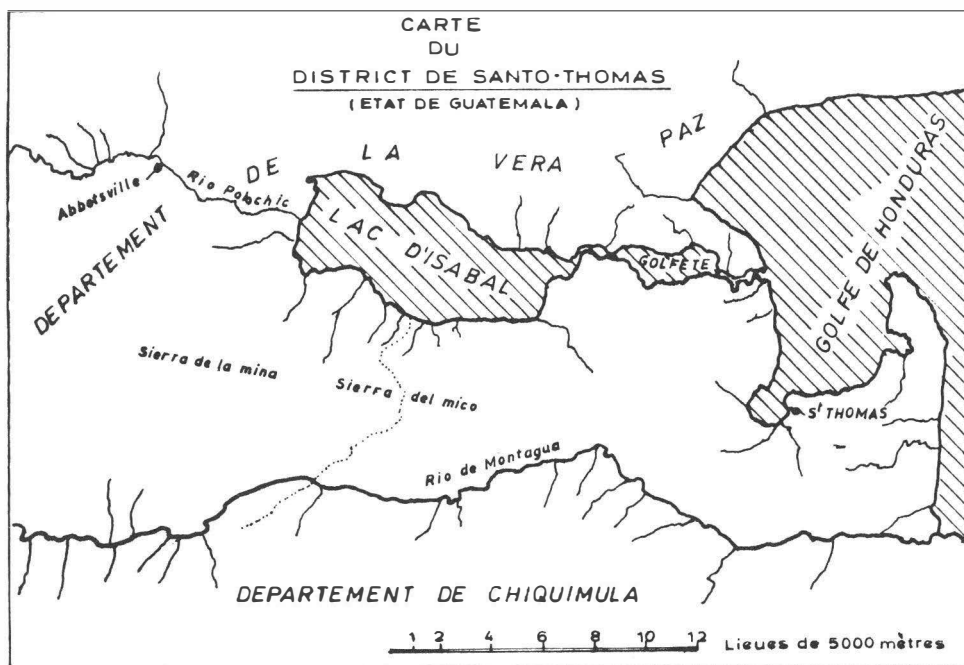 CARTE
DU
DISTRICT DE SANTO-THOMAS
(ETAT DE GUATEMALA)
DEPARTEMENT DE LA VERA PAZ
GOLFE DE HONDURAS
Abbotsville
Rio Polochic
LAC D'ISABAL
GOLFETE
Sierra de la mina
Sierra del mico
St THOMAS
Rio de Montagua
DEPARTEMENT DE CHIQUIMULA
1 2 4 6 8 10 12 Lieues de 5000 mètres